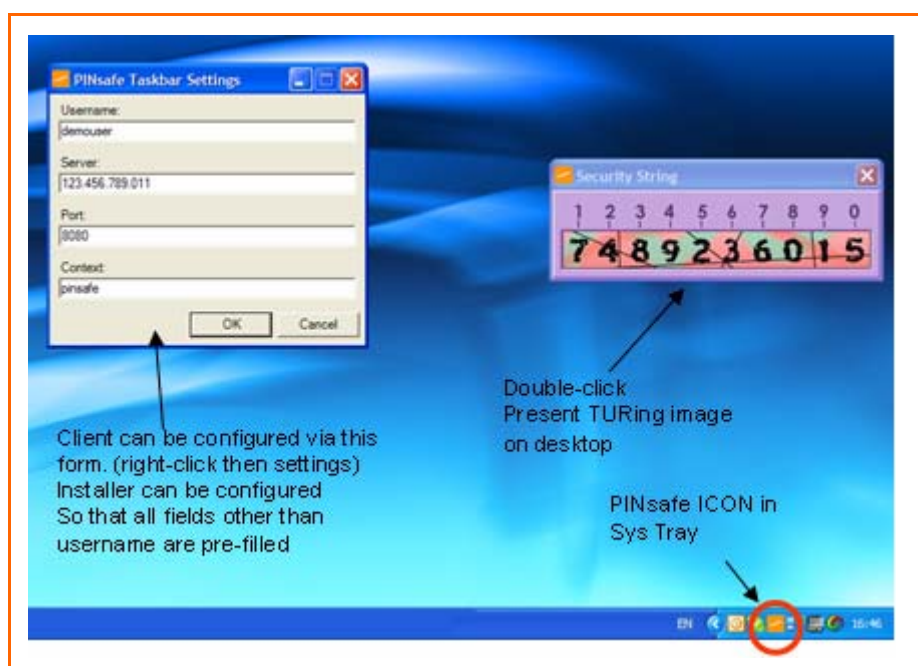 PINsafe Taskbar Settings
Username:
demouser
Server:
123.456.789.011
Port:
8080
Context:
pinsafe
OK Cancel
Security String
1 2 3 4 5 6 7 8 9 0
7 4 8 9 2 3 6 0 1 5
Double-click
Present TURing image
on desktop
Client can be configured via this
form. (right-click then settings)
Installer can be configured
So that all fields other than
username are pre-filled
PINsafe ICON in
Sys Tray
EN 16:46